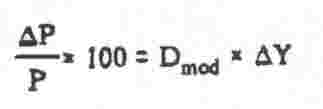 ΔP/P × 100 = D_mod × ΔY